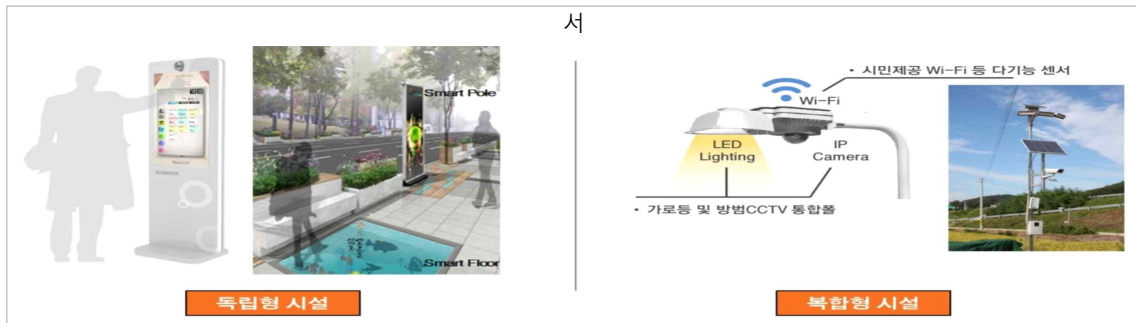 서
Smart Pole
Smart Floor
독립형 시설
• 시민제공 Wi-Fi 등 다기능 센서
Wi-Fi
LED
Lighting
IP
Camera
• 가로등 및 방범CCTV 통합폴
복합형 시설